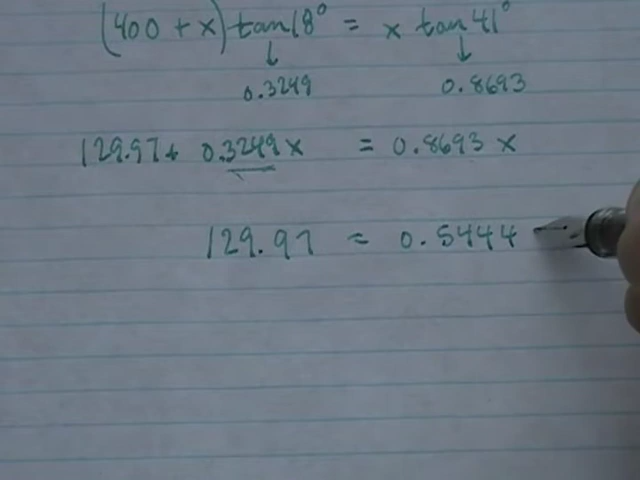 (400 + x) tan 18° = x tan 41°
↓ ↓
0.3249 0.8693
129.97 + 0.3249 x = 0.8693 x
129.97 = 0.5444